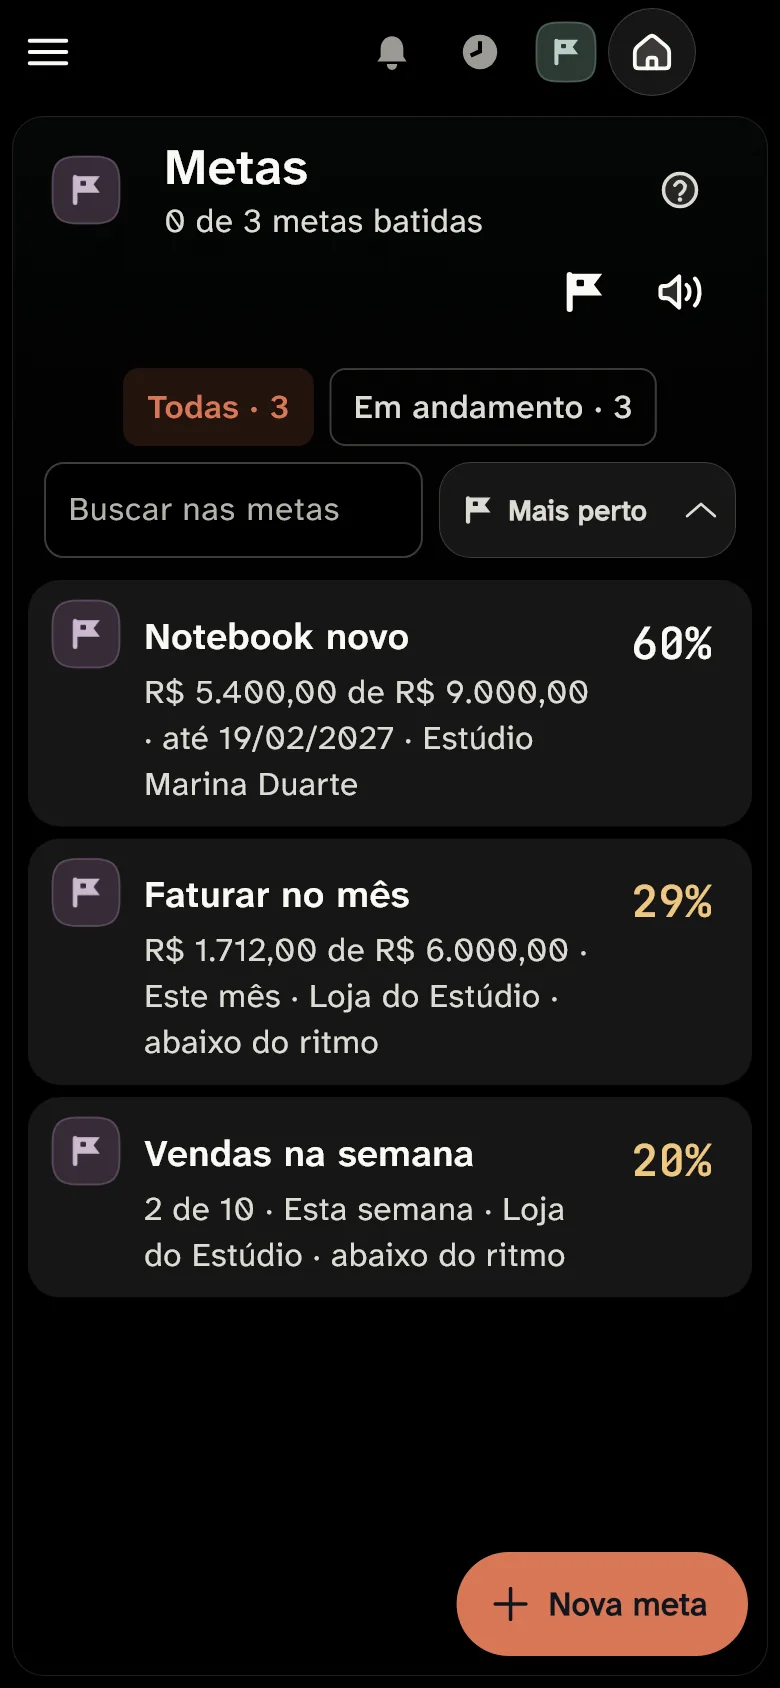 Metas
0 de 3 metas batidas
Todas · 3
Em andamento · 3
Buscar nas metas
Mais perto
Notebook novo
60%
R$ 5.400,00 de R$ 9.000,00
· até 19/02/2027 · Estúdio
Marina Duarte
Faturar no mês
29%
R$ 1.712,00 de R$ 6.000,00 ·
Este mês · Loja do Estúdio ·
abaixo do ritmo
Vendas na semana
20%
2 de 10 · Esta semana · Loja
do Estúdio · abaixo do ritmo
Nova meta